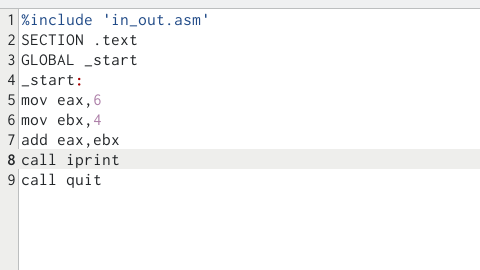 1 %include 'in_out.asm'
2 SECTION .text
3 GLOBAL _start
4 _start:
5 mov eax,6
6 mov ebx,4
7 add eax,ebx
8 call iprint
9 call quit